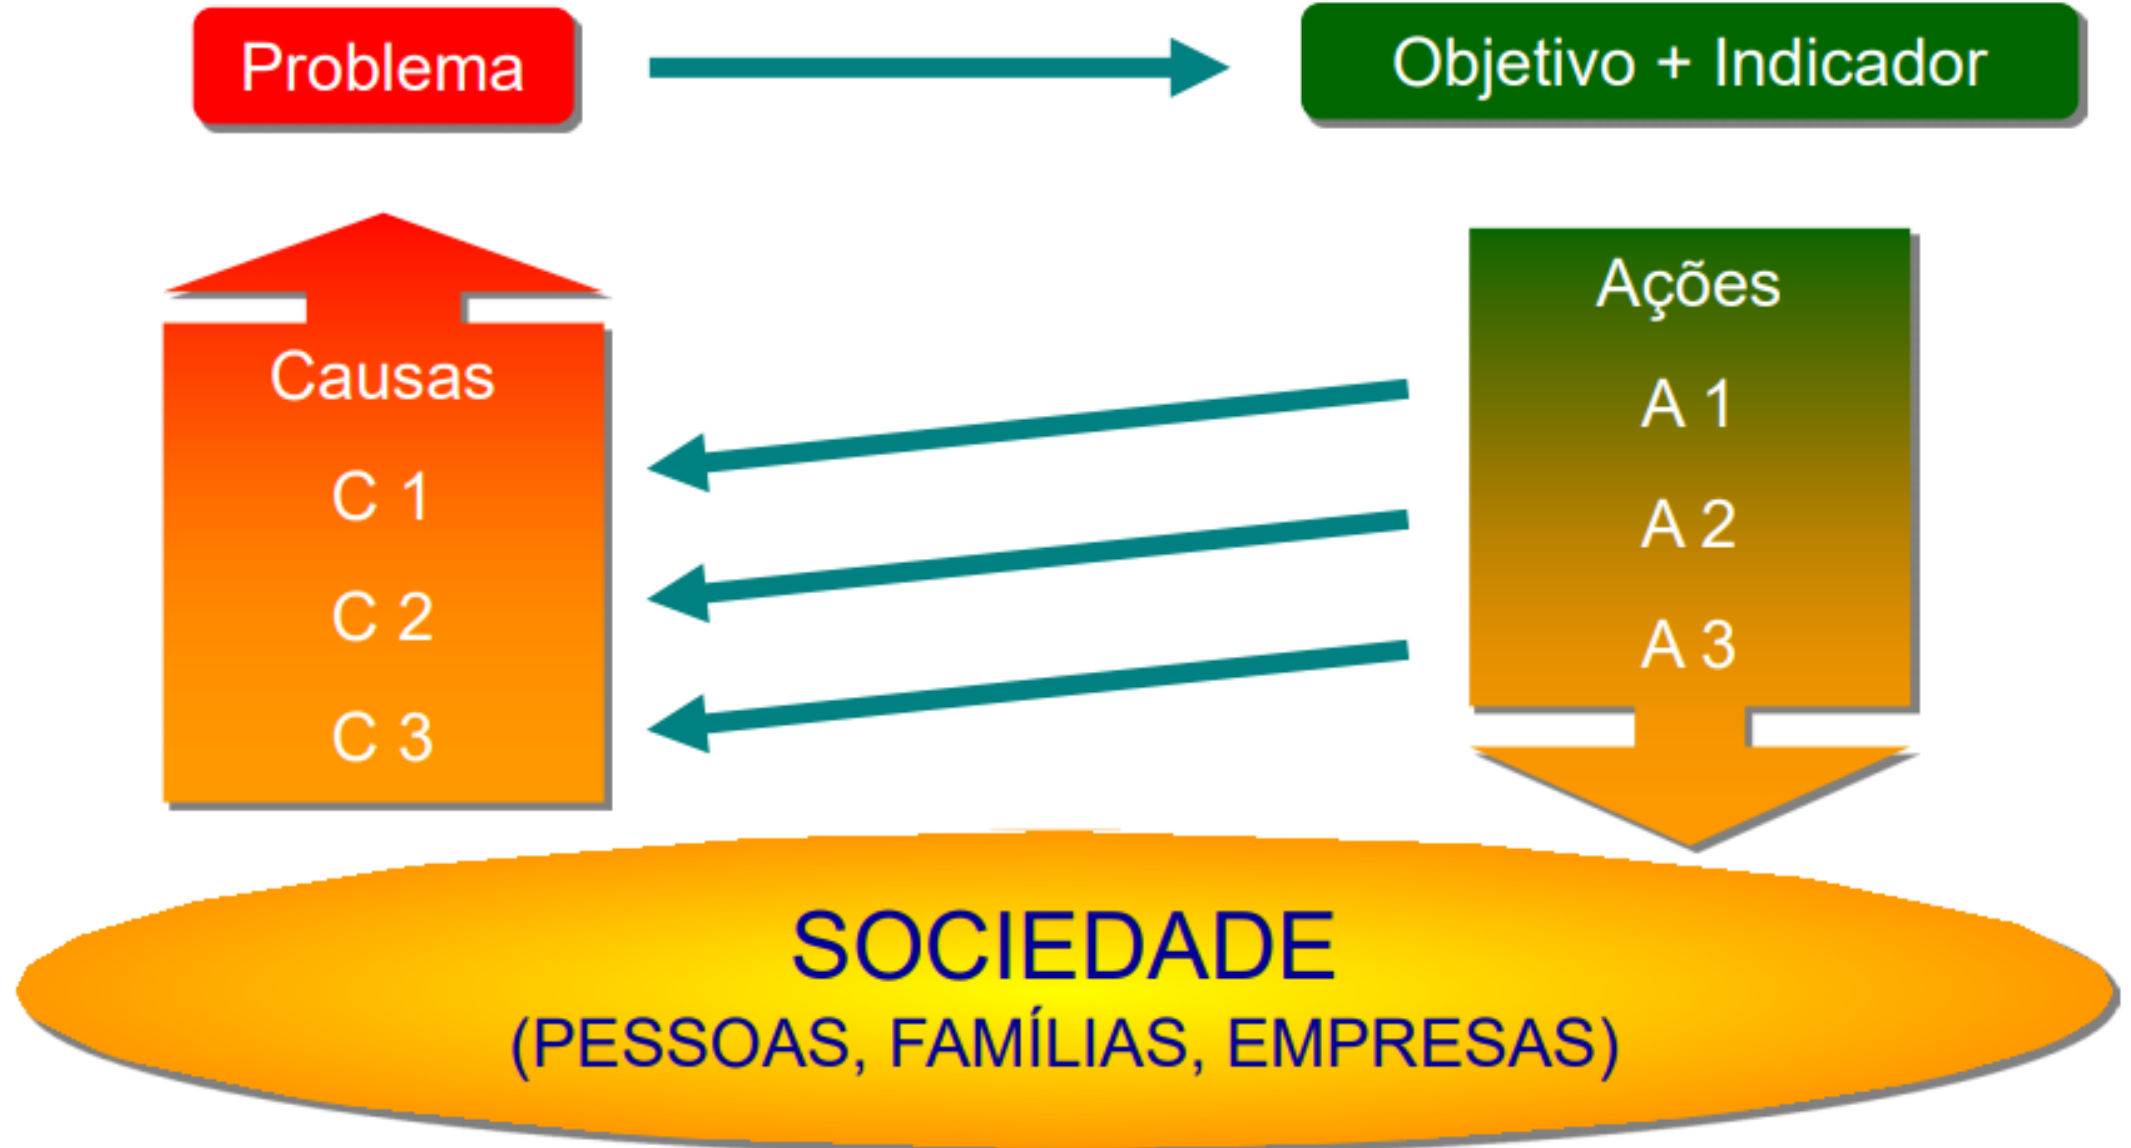 Problema
Objetivo + Indicador
Causas
C 1
C 2
C 3
Ações
A 1
A 2
A 3
SOCIEDADE
(PESSOAS, FAMÍLIAS, EMPRESAS)